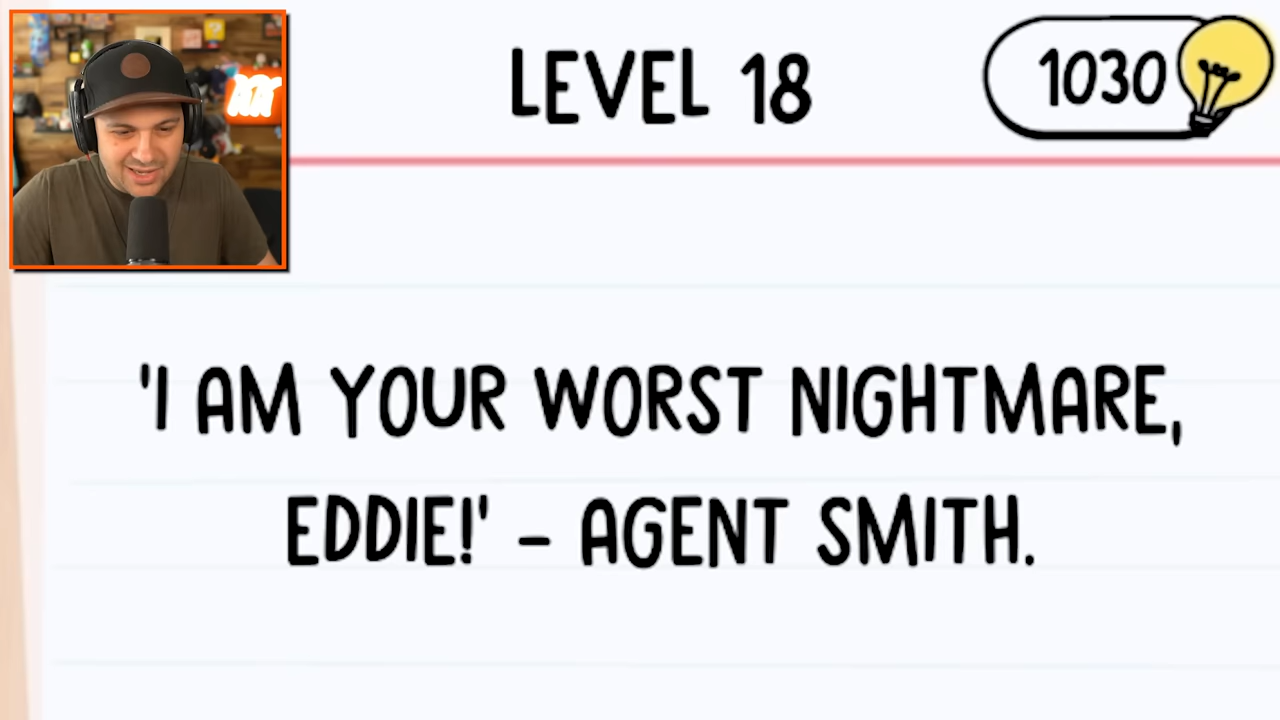 LEVEL 18
1030
'I AM YOUR WORST NIGHTMARE,
EDDIE!' - AGENT SMITH.